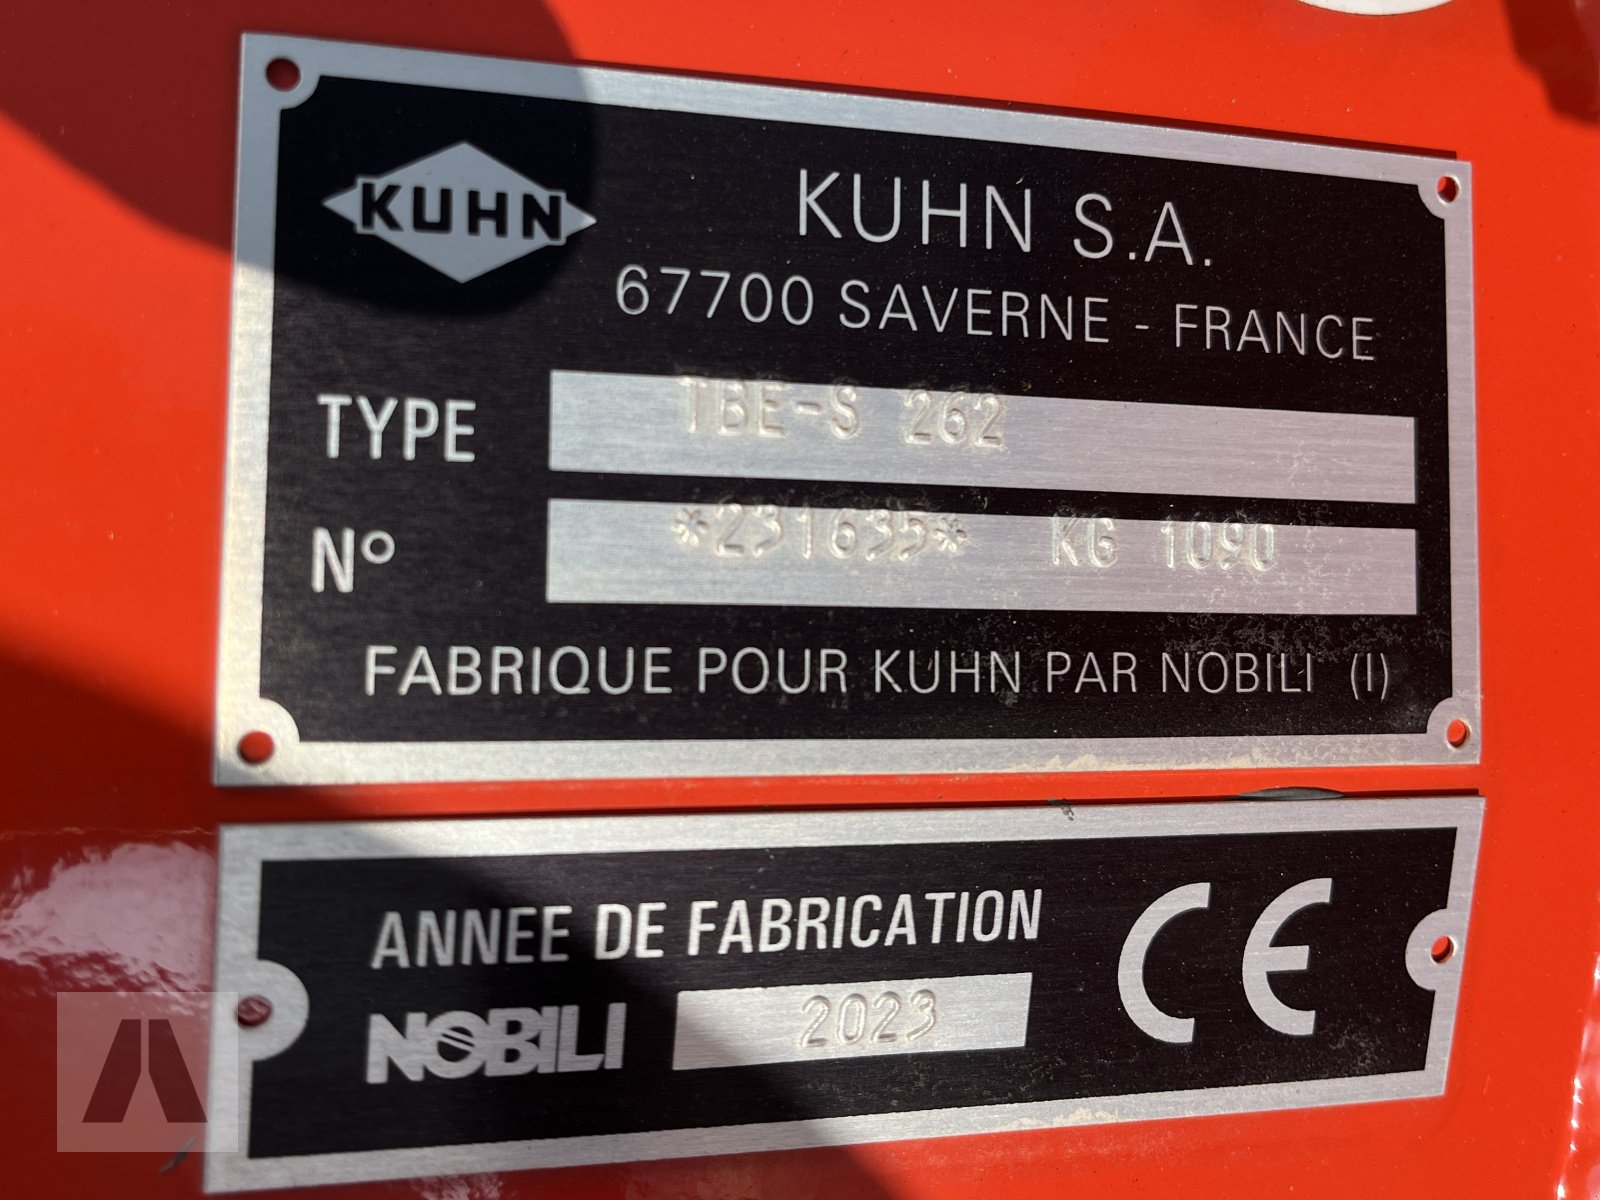 KUHN
KUHN S.A.
67700 SAVERNE - FRANCE
TYPE TBE-S 262
N° *231635* KG 1090
FABRIQUE POUR KUHN PAR NOBILI (I)
ANNEE DE FABRICATION
NOBILI 2023
CE